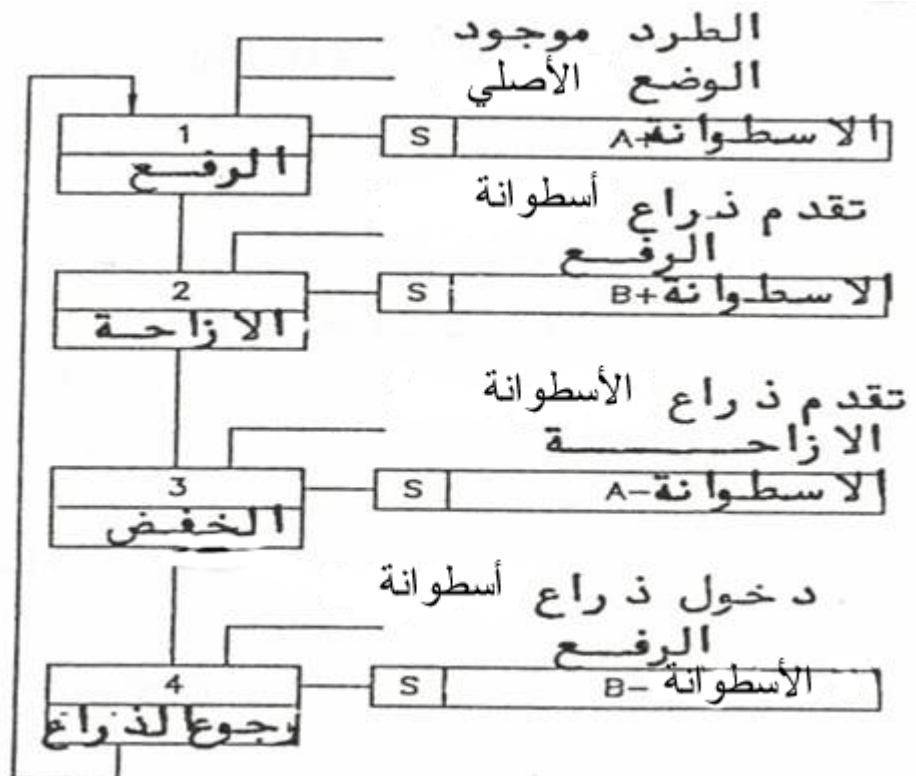 الطرد موجود
الوضع الأصلي
1
الرفع
S
الاسطوانة A+
تقدم ذراع أسطوانة
الرفع
2
الازاحة
S
الاسطوانة B+
تقدم ذراع الأسطوانة
الازاحة
3
الخفض
S
الاسطوانة A-
دخول ذراع أسطوانة
الرفع
4
رجوع الذراع
S
الأسطوانة B-